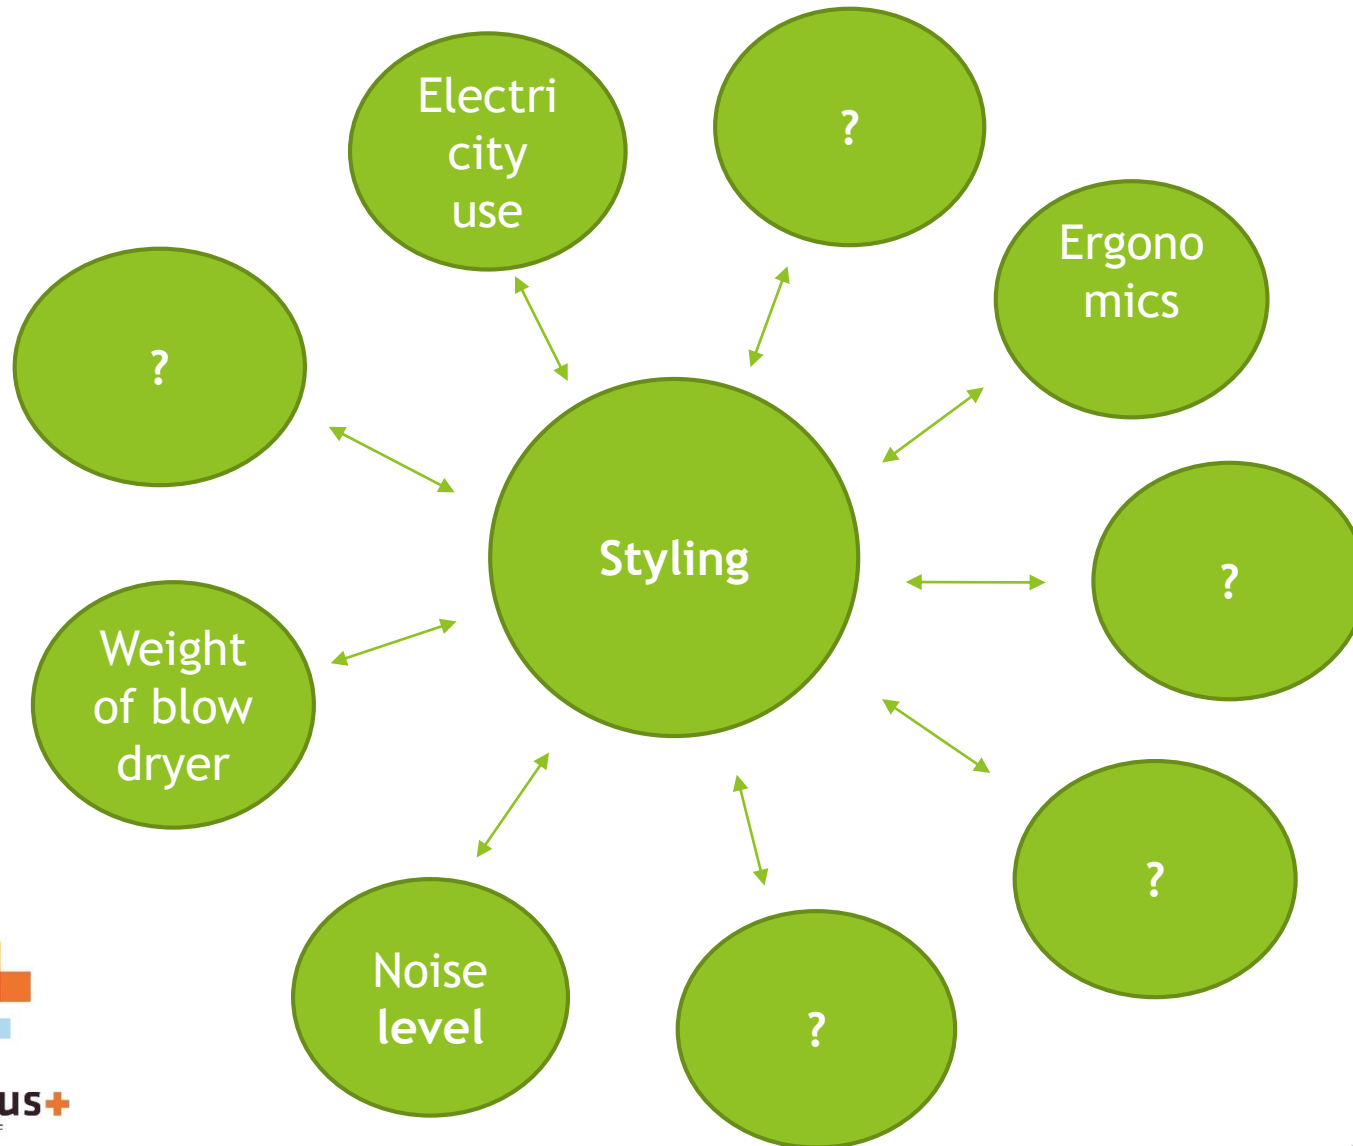 Electri
city
use
?
Ergono
mics
?
Styling
?
Weight
of blow
dryer
?
Noise
level
?
us+